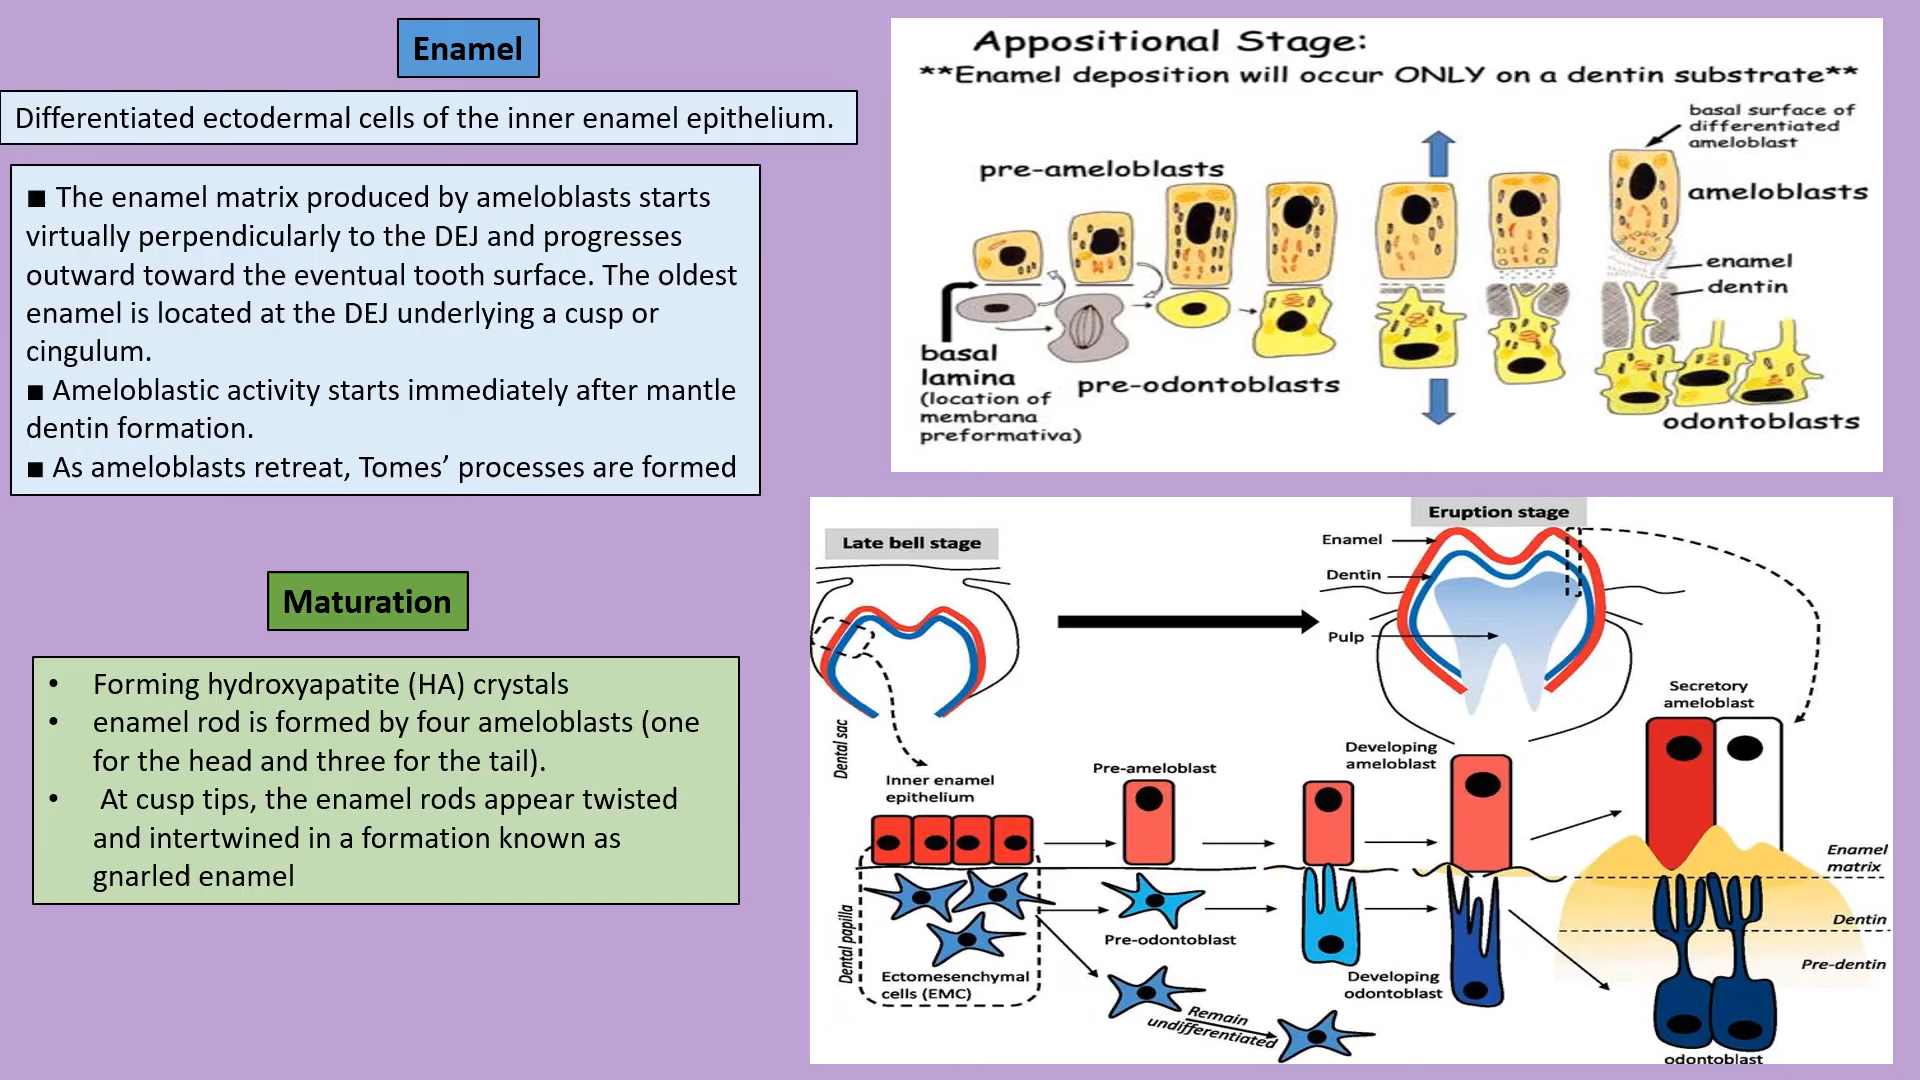 Enamel
Differentiated ectodermal cells of the inner enamel epithelium.
■ The enamel matrix produced by ameloblasts starts
virtually perpendicularly to the DEJ and progresses
outward toward the eventual tooth surface. The oldest
enamel is located at the DEJ underlying a cusp or
cingulum.
■ Ameloblastic activity starts immediately after mantle
dentin formation.
■ As ameloblasts retreat, Tomes’ processes are formed
Maturation
• Forming hydroxyapatite (HA) crystals
• enamel rod is formed by four ameloblasts (one
for the head and three for the tail).
• At cusp tips, the enamel rods appear twisted
and intertwined in a formation known as
gnarled enamel
Appositional Stage:
**Enamel deposition will occur ONLY on a dentin substrate**
basal surface of
differentiated
ameloblast
pre-ameloblasts
ameloblasts
enamel
dentin
basal
lamina
(location of
membrana
preformativa)
pre-odontoblasts
odontoblasts
Late bell stage
Eruption stage
Enamel
Dentin
Pulp
Dental sac
Inner enamel
epithelium
Pre-ameloblast
Developing
ameloblast
Secretory
ameloblast
Enamel
matrix
Dentin
Pre-dentin
Dental papilla
Ectomesenchymal
cells (EMC)
Pre-odontoblast
Developing
odontoblast
Remain
undifferentiated
odontoblast